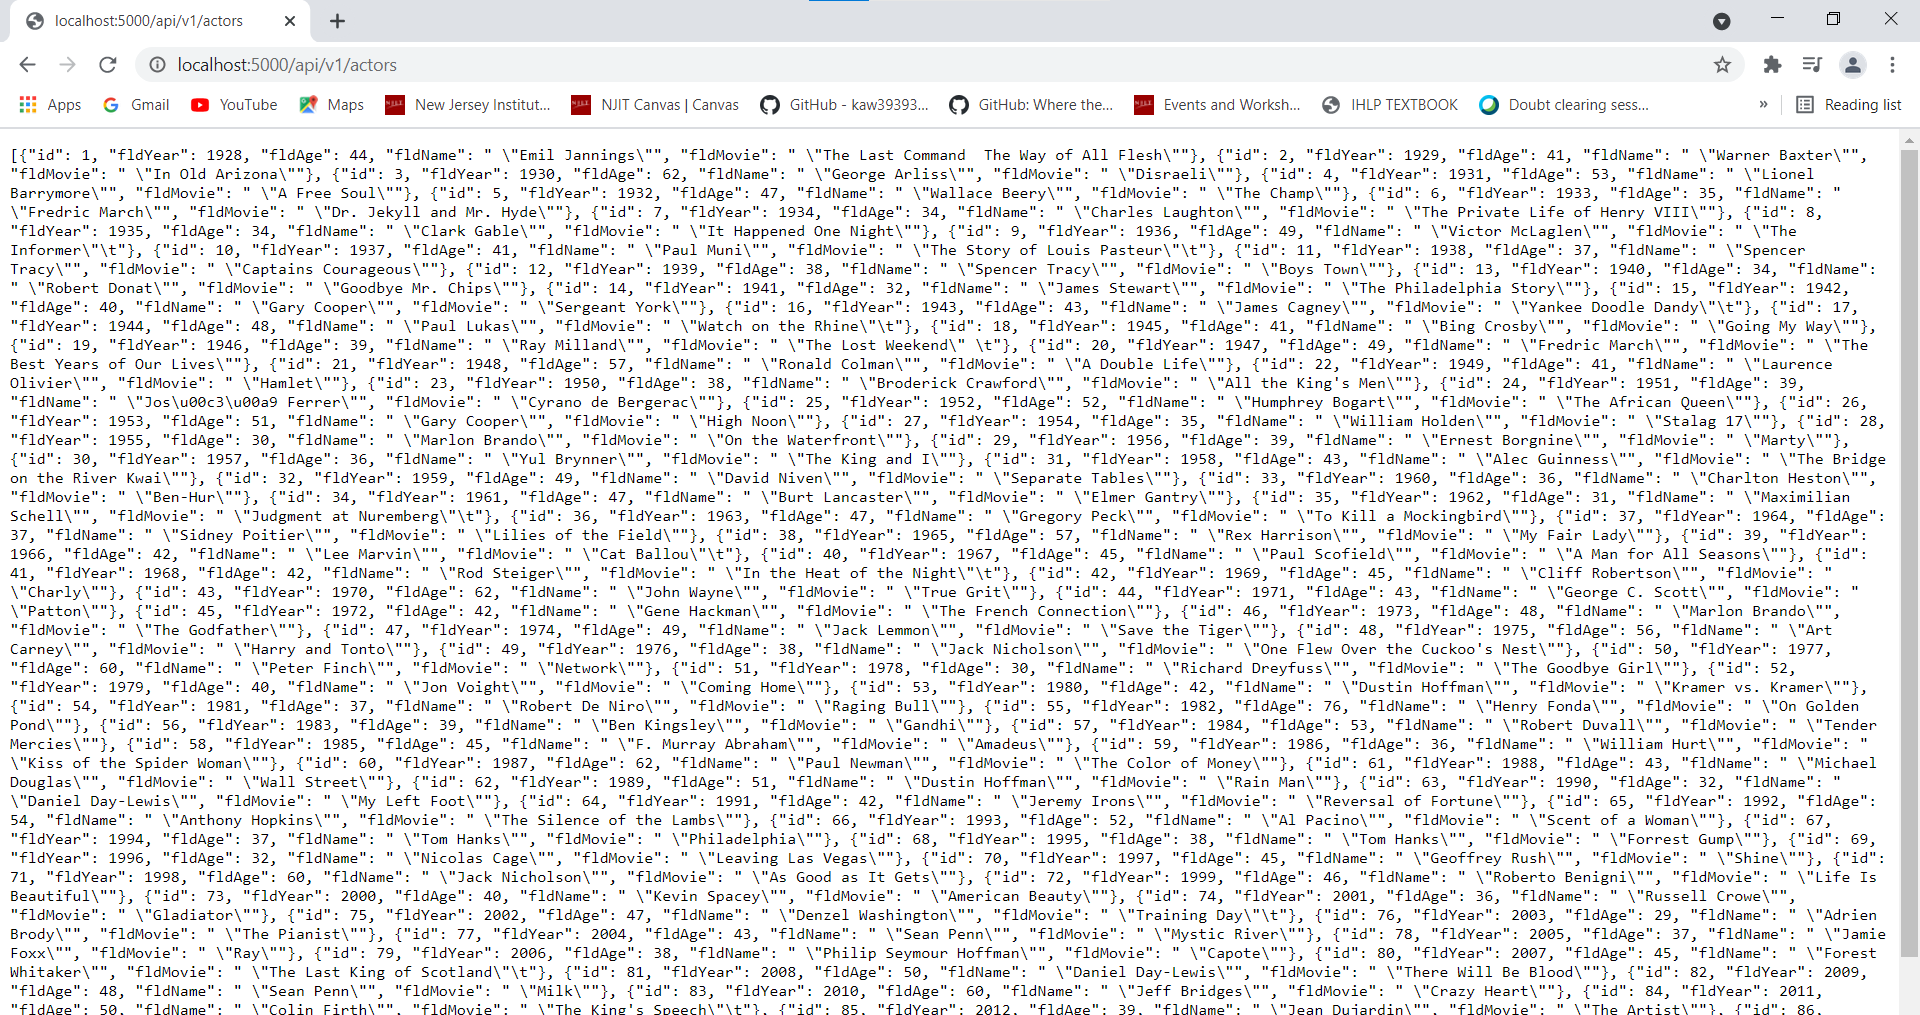 localhost:5000/api/v1/actors
localhost:5000/api/v1/actors
Apps Gmail YouTube Maps New Jersey Institut... NJIT Canvas | Canvas GitHub - kaw39393... GitHub: Where the... Events and Worksh... IHLP TEXTBOOK Doubt clearing sess... » Reading list
[{"id": 1, "fldYear": 1928, "fldAge": 44, "fldName": " \"Emil Jannings\"", "fldMovie": " \"The Last Command  The Way of All Flesh\""}, {"id": 2, "fldYear": 1929, "fldAge": 41, "fldName": " \"Warner Baxter\"",
"fldMovie": " \"In Old Arizona\""}, {"id": 3, "fldYear": 1930, "fldAge": 62, "fldName": " \"George Arliss\"", "fldMovie": " \"Disraeli\""}, {"id": 4, "fldYear": 1931, "fldAge": 53, "fldName": " \"Lionel
Barrymore\"", "fldMovie": " \"A Free Soul\""}, {"id": 5, "fldYear": 1932, "fldAge": 47, "fldName": " \"Wallace Beery\"", "fldMovie": " \"The Champ\""}, {"id": 6, "fldYear": 1933, "fldAge": 35, "fldName": "
\"Fredric March\"", "fldMovie": " \"Dr. Jekyll and Mr. Hyde\""}, {"id": 7, "fldYear": 1934, "fldAge": 34, "fldName": " \"Charles Laughton\"", "fldMovie": " \"The Private Life of Henry VIII\""}, {"id": 8,
"fldYear": 1935, "fldAge": 34, "fldName": " \"Clark Gable\"", "fldMovie": " \"It Happened One Night\""}, {"id": 9, "fldYear": 1936, "fldAge": 49, "fldName": " \"Victor McLaglen\"", "fldMovie": " \"The
Informer\"\t"}, {"id": 10, "fldYear": 1937, "fldAge": 41, "fldName": " \"Paul Muni\"", "fldMovie": " \"The Story of Louis Pasteur\"\t"}, {"id": 11, "fldYear": 1938, "fldAge": 37, "fldName": " \"Spencer
Tracy\"", "fldMovie": " \"Captains Courageous\""}, {"id": 12, "fldYear": 1939, "fldAge": 38, "fldName": " \"Spencer Tracy\"", "fldMovie": " \"Boys Town\""}, {"id": 13, "fldYear": 1940, "fldAge": 34, "fldName":
" \"Robert Donat\"", "fldMovie": " \"Goodbye Mr. Chips\""}, {"id": 14, "fldYear": 1941, "fldAge": 32, "fldName": " \"James Stewart\"", "fldMovie": " \"The Philadelphia Story\""}, {"id": 15, "fldYear": 1942,
"fldAge": 40, "fldName": " \"Gary Cooper\"", "fldMovie": " \"Sergeant York\""}, {"id": 16, "fldYear": 1943, "fldAge": 43, "fldName": " \"James Cagney\"", "fldMovie": " \"Yankee Doodle Dandy\"\t"}, {"id": 17,
"fldYear": 1944, "fldAge": 48, "fldName": " \"Paul Lukas\"", "fldMovie": " \"Watch on the Rhine\"\t"}, {"id": 18, "fldYear": 1945, "fldAge": 41, "fldName": " \"Bing Crosby\"", "fldMovie": " \"Going My Way\""},
{"id": 19, "fldYear": 1946, "fldAge": 39, "fldName": " \"Ray Milland\"", "fldMovie": " \"The Lost Weekend\" \t"}, {"id": 20, "fldYear": 1947, "fldAge": 49, "fldName": " \"Fredric March\"", "fldMovie": " \"The
Best Years of Our Lives\""}, {"id": 21, "fldYear": 1948, "fldAge": 57, "fldName": " \"Ronald Colman\"", "fldMovie": " \"A Double Life\""}, {"id": 22, "fldYear": 1949, "fldAge": 41, "fldName": " \"Laurence
Olivier\"", "fldMovie": " \"Hamlet\""}, {"id": 23, "fldYear": 1950, "fldAge": 38, "fldName": " \"Broderick Crawford\"", "fldMovie": " \"All the King's Men\""}, {"id": 24, "fldYear": 1951, "fldAge": 39,
"fldName": " \"Jos\u00c3\u00a9 Ferrer\"", "fldMovie": " \"Cyrano de Bergerac\""}, {"id": 25, "fldYear": 1952, "fldAge": 52, "fldName": " \"Humphrey Bogart\"", "fldMovie": " \"The African Queen\""}, {"id": 26,
"fldYear": 1953, "fldAge": 51, "fldName": " \"Gary Cooper\"", "fldMovie": " \"High Noon\""}, {"id": 27, "fldYear": 1954, "fldAge": 35, "fldName": " \"William Holden\"", "fldMovie": " \"Stalag 17\""}, {"id": 28,
"fldYear": 1955, "fldAge": 30, "fldName": " \"Marlon Brando\"", "fldMovie": " \"On the Waterfront\""}, {"id": 29, "fldYear": 1956, "fldAge": 39, "fldName": " \"Ernest Borgnine\"", "fldMovie": " \"Marty\""},
{"id": 30, "fldYear": 1957, "fldAge": 36, "fldName": " \"Yul Brynner\"", "fldMovie": " \"The King and I\""}, {"id": 31, "fldYear": 1958, "fldAge": 43, "fldName": " \"Alec Guinness\"", "fldMovie": " \"The Bridge
on the River Kwai\""}, {"id": 32, "fldYear": 1959, "fldAge": 49, "fldName": " \"David Niven\"", "fldMovie": " \"Separate Tables\""}, {"id": 33, "fldYear": 1960, "fldAge": 36, "fldName": " \"Charlton Heston\"",
"fldMovie": " \"Ben-Hur\""}, {"id": 34, "fldYear": 1961, "fldAge": 47, "fldName": " \"Burt Lancaster\"", "fldMovie": " \"Elmer Gantry\""}, {"id": 35, "fldYear": 1962, "fldAge": 31, "fldName": " \"Maximilian
Schell\"", "fldMovie": " \"Judgment at Nuremberg\"\t"}, {"id": 36, "fldYear": 1963, "fldAge": 47, "fldName": " \"Gregory Peck\"", "fldMovie": " \"To Kill a Mockingbird\""}, {"id": 37, "fldYear": 1964, "fldAge":
37, "fldName": " \"Sidney Poitier\"", "fldMovie": " \"Lilies of the Field\""}, {"id": 38, "fldYear": 1965, "fldAge": 57, "fldName": " \"Rex Harrison\"", "fldMovie": " \"My Fair Lady\""}, {"id": 39, "fldYear":
1966, "fldAge": 42, "fldName": " \"Lee Marvin\"", "fldMovie": " \"Cat Ballou\"\t"}, {"id": 40, "fldYear": 1967, "fldAge": 45, "fldName": " \"Paul Scofield\"", "fldMovie": " \"A Man for All Seasons\""}, {"id":
41, "fldYear": 1968, "fldAge": 42, "fldName": " \"Rod Steiger\"", "fldMovie": " \"In the Heat of the Night\"\t"}, {"id": 42, "fldYear": 1969, "fldAge": 45, "fldName": " \"Cliff Robertson\"", "fldMovie": "
\"Charly\""}, {"id": 43, "fldYear": 1970, "fldAge": 62, "fldName": " \"John Wayne\"", "fldMovie": " \"True Grit\""}, {"id": 44, "fldYear": 1971, "fldAge": 43, "fldName": " \"George C. Scott\"", "fldMovie": "
\"Patton\""}, {"id": 45, "fldYear": 1972, "fldAge": 42, "fldName": " \"Gene Hackman\"", "fldMovie": " \"The French Connection\""}, {"id": 46, "fldYear": 1973, "fldAge": 48, "fldName": " \"Marlon Brando\"",
"fldMovie": " \"The Godfather\""}, {"id": 47, "fldYear": 1974, "fldAge": 49, "fldName": " \"Jack Lemmon\"", "fldMovie": " \"Save the Tiger\""}, {"id": 48, "fldYear": 1975, "fldAge": 56, "fldName": " \"Art
Carney\"", "fldMovie": " \"Harry and Tonto\""}, {"id": 49, "fldYear": 1976, "fldAge": 38, "fldName": " \"Jack Nicholson\"", "fldMovie": " \"One Flew Over the Cuckoo's Nest\""}, {"id": 50, "fldYear": 1977,
"fldAge": 60, "fldName": " \"Peter Finch\"", "fldMovie": " \"Network\""}, {"id": 51, "fldYear": 1978, "fldAge": 30, "fldName": " \"Richard Dreyfuss\"", "fldMovie": " \"The Goodbye Girl\""}, {"id": 52,
"fldYear": 1979, "fldAge": 40, "fldName": " \"Jon Voight\"", "fldMovie": " \"Coming Home\""}, {"id": 53, "fldYear": 1980, "fldAge": 42, "fldName": " \"Dustin Hoffman\"", "fldMovie": " \"Kramer vs. Kramer\""},
{"id": 54, "fldYear": 1981, "fldAge": 37, "fldName": " \"Robert De Niro\"", "fldMovie": " \"Raging Bull\""}, {"id": 55, "fldYear": 1982, "fldAge": 76, "fldName": " \"Henry Fonda\"", "fldMovie": " \"On Golden
Pond\""}, {"id": 56, "fldYear": 1983, "fldAge": 39, "fldName": " \"Ben Kingsley\"", "fldMovie": " \"Gandhi\""}, {"id": 57, "fldYear": 1984, "fldAge": 53, "fldName": " \"Robert Duvall\"", "fldMovie": " \"Tender
Mercies\""}, {"id": 58, "fldYear": 1985, "fldAge": 45, "fldName": " \"F. Murray Abraham\"", "fldMovie": " \"Amadeus\""}, {"id": 59, "fldYear": 1986, "fldAge": 36, "fldName": " \"William Hurt\"", "fldMovie": "
\"Kiss of the Spider Woman\""}, {"id": 60, "fldYear": 1987, "fldAge": 62, "fldName": " \"Paul Newman\"", "fldMovie": " \"The Color of Money\""}, {"id": 61, "fldYear": 1988, "fldAge": 43, "fldName": " \"Michael
Douglas\"", "fldMovie": " \"Wall Street\""}, {"id": 62, "fldYear": 1989, "fldAge": 51, "fldName": " \"Dustin Hoffman\"", "fldMovie": " \"Rain Man\""}, {"id": 63, "fldYear": 1990, "fldAge": 32, "fldName": "
\"Daniel Day-Lewis\"", "fldMovie": " \"My Left Foot\""}, {"id": 64, "fldYear": 1991, "fldAge": 42, "fldName": " \"Jeremy Irons\"", "fldMovie": " \"Reversal of Fortune\""}, {"id": 65, "fldYear": 1992, "fldAge":
54, "fldName": " \"Anthony Hopkins\"", "fldMovie": " \"The Silence of the Lambs\""}, {"id": 66, "fldYear": 1993, "fldAge": 52, "fldName": " \"Al Pacino\"", "fldMovie": " \"Scent of a Woman\""}, {"id": 67,
"fldYear": 1994, "fldAge": 37, "fldName": " \"Tom Hanks\"", "fldMovie": " \"Philadelphia\""}, {"id": 68, "fldYear": 1995, "fldAge": 38, "fldName": " \"Tom Hanks\"", "fldMovie": " \"Forrest Gump\""}, {"id": 69,
"fldYear": 1996, "fldAge": 32, "fldName": " \"Nicolas Cage\"", "fldMovie": " \"Leaving Las Vegas\""}, {"id": 70, "fldYear": 1997, "fldAge": 45, "fldName": " \"Geoffrey Rush\"", "fldMovie": " \"Shine\""}, {"id":
71, "fldYear": 1998, "fldAge": 60, "fldName": " \"Jack Nicholson\"", "fldMovie": " \"As Good as It Gets\""}, {"id": 72, "fldYear": 1999, "fldAge": 46, "fldName": " \"Roberto Benigni\"", "fldMovie": " \"Life Is
Beautiful\""}, {"id": 73, "fldYear": 2000, "fldAge": 40, "fldName": " \"Kevin Spacey\"", "fldMovie": " \"American Beauty\""}, {"id": 74, "fldYear": 2001, "fldAge": 36, "fldName": " \"Russell Crowe\"",
"fldMovie": " \"Gladiator\""}, {"id": 75, "fldYear": 2002, "fldAge": 47, "fldName": " \"Denzel Washington\"", "fldMovie": " \"Training Day\"\t"}, {"id": 76, "fldYear": 2003, "fldAge": 29, "fldName": " \"Adrien
Brody\"", "fldMovie": " \"The Pianist\""}, {"id": 77, "fldYear": 2004, "fldAge": 43, "fldName": " \"Sean Penn\"", "fldMovie": " \"Mystic River\""}, {"id": 78, "fldYear": 2005, "fldAge": 37, "fldName": " \"Jamie
Foxx\"", "fldMovie": " \"Ray\""}, {"id": 79, "fldYear": 2006, "fldAge": 38, "fldName": " \"Philip Seymour Hoffman\"", "fldMovie": " \"Capote\""}, {"id": 80, "fldYear": 2007, "fldAge": 45, "fldName": " \"Forest
Whitaker\"", "fldMovie": " \"The Last King of Scotland\"\t"}, {"id": 81, "fldYear": 2008, "fldAge": 50, "fldName": " \"Daniel Day-Lewis\"", "fldMovie": " \"There Will Be Blood\""}, {"id": 82, "fldYear": 2009,
"fldAge": 48, "fldName": " \"Sean Penn\"", "fldMovie": " \"Milk\""}, {"id": 83, "fldYear": 2010, "fldAge": 60, "fldName": " \"Jeff Bridges\"", "fldMovie": " \"Crazy Heart\""}, {"id": 84, "fldYear": 2011,
"fldAge": 50, "fldName": " \"Colin Firth\"", "fldMovie": " \"The King's Speech\"\t"}, {"id": 85, "fldYear": 2012, "fldAge": 39, "fldName": " \"Jean Dujardin\"", "fldMovie": " \"The Artist\""}, {"id": 86,